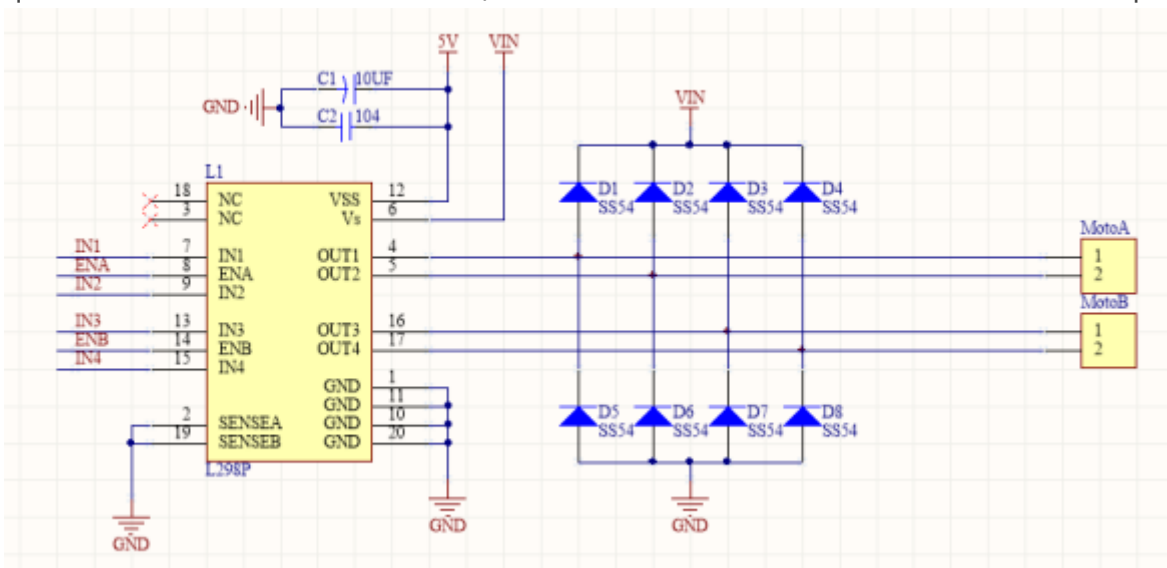 5V VIN
C1 10UF
GND
C2 104
VIN
L1
18 NC VSS 12
3 NC Vs 6
D1 D2 D3 D4
SS54 SS54 SS54 SS54
MotoA
IN1 7 IN1 OUT1 4 1
ENA 8 ENA OUT2 5 2
IN2 9 IN2
MotoB
IN3 13 IN3 OUT3 16 1
ENB 14 ENB OUT4 17 2
IN4 15 IN4
GND 1
GND 11
2 SENSEA GND 10
19 SENSEB GND 20
D5 D6 D7 D8
SS54 SS54 SS54 SS54
L298P
GND
GND
GND